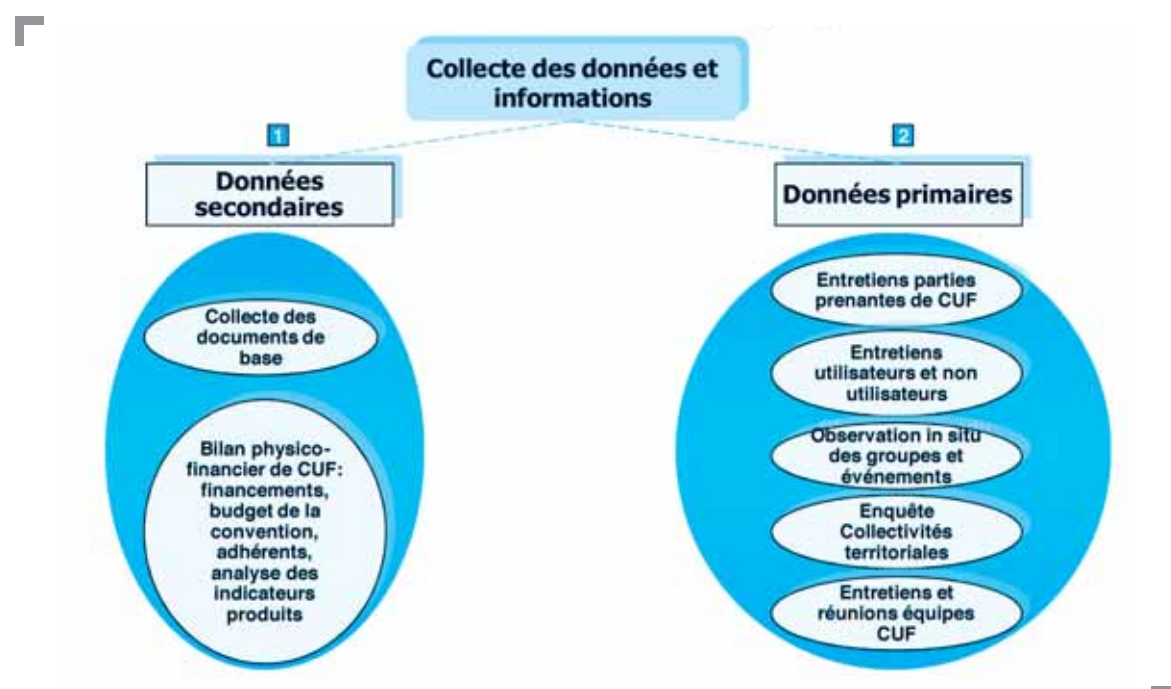 Collecte des données et
informations
1
Données
secondaires
Collecte des
documents de
base
Bilan physico-
financier de CUF:
financements,
budget de la
convention,
adhérents,
analyse des
indicateurs
produits
2
Données primaires
Entretiens parties
prenantes de CUF
Entretiens
utilisateurs et non
utilisateurs
Observation in situ
des groupes et
événements
Enquête
Collectivités
territoriales
Entretiens et
réunions équipes
CUF